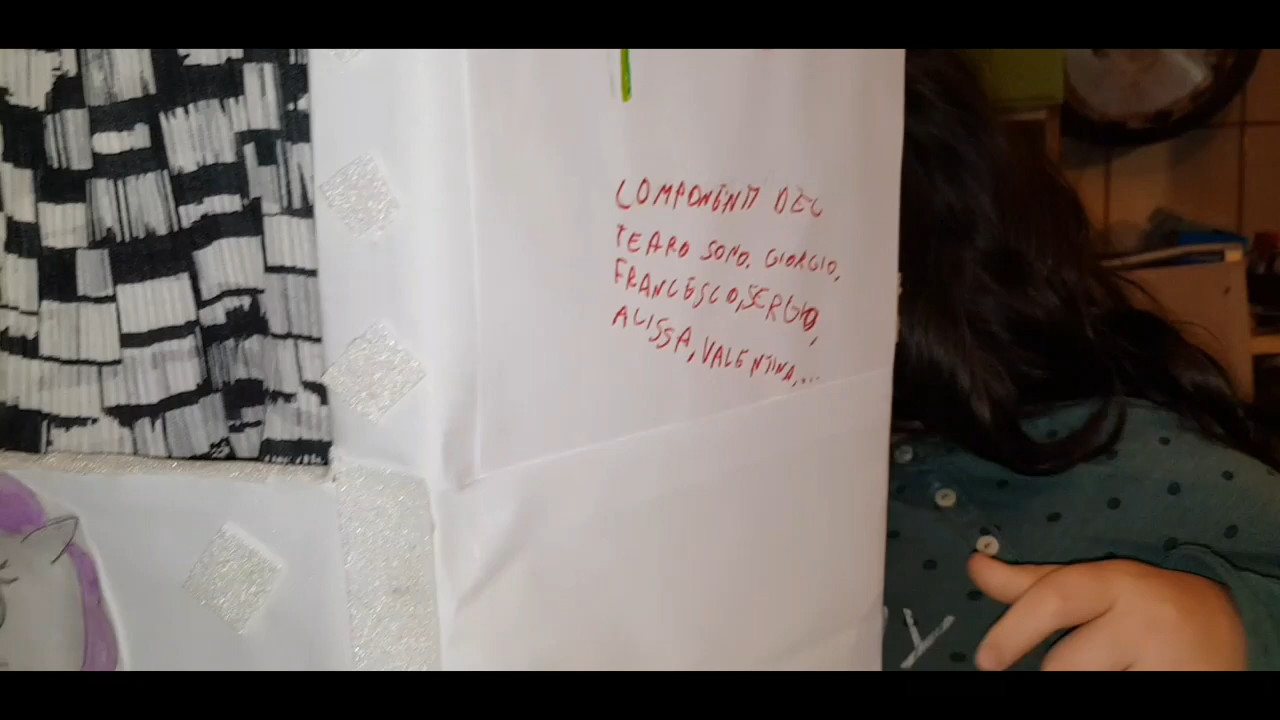 COMPONENTI DEL
TEARO SONO. GIORGIO,
FRANCESCO,SERGIO,
ALISSA,VALENTINA,...
Y